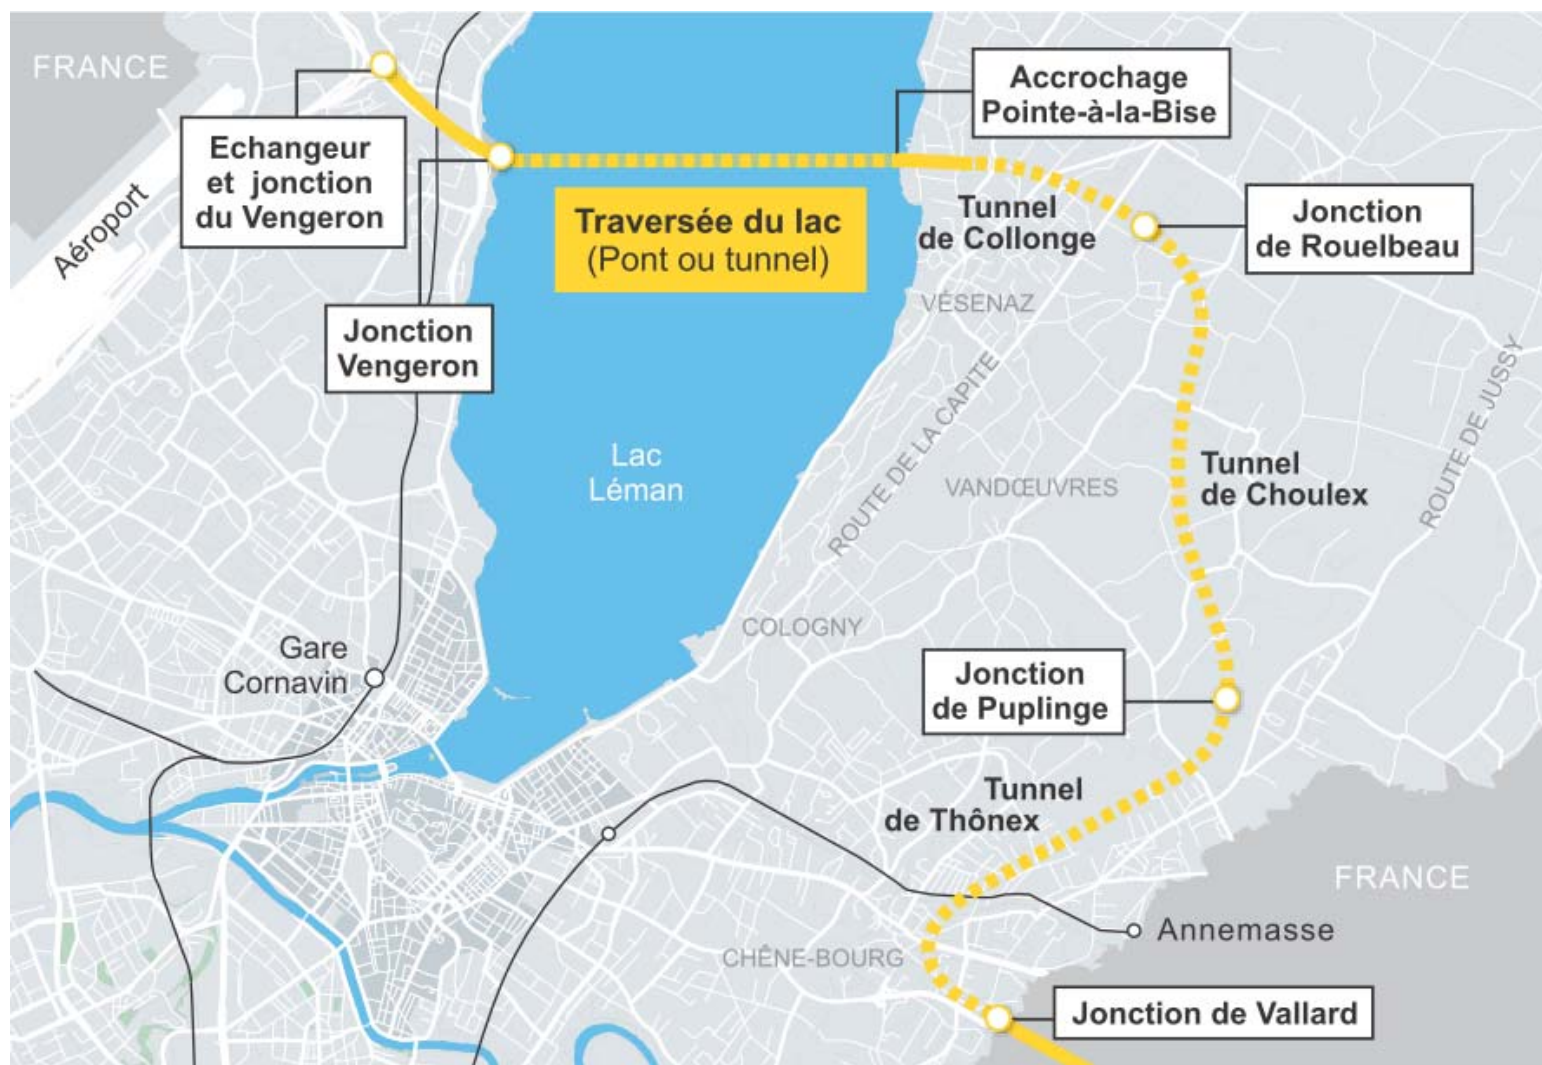 FRANCE
Echangeur
et jonction
du Vengeron
Aéroport
Jonction
Vengeron
Accrochage
Pointe-à-la-Bise
Traversée du lac
(Pont ou tunnel)
Tunnel
de Collonge
Jonction
de Rouelbeau
VÉSENAZ
ROUTE DE LA CAPITE
ROUTE DE JUSSY
Lac
Léman
VANDŒUVRES
Tunnel
de Choulex
COLOGNY
Gare
Cornavin
Jonction
de Puplinge
Tunnel
de Thônex
FRANCE
Annemasse
CHÊNE-BOURG
Jonction de Vallard